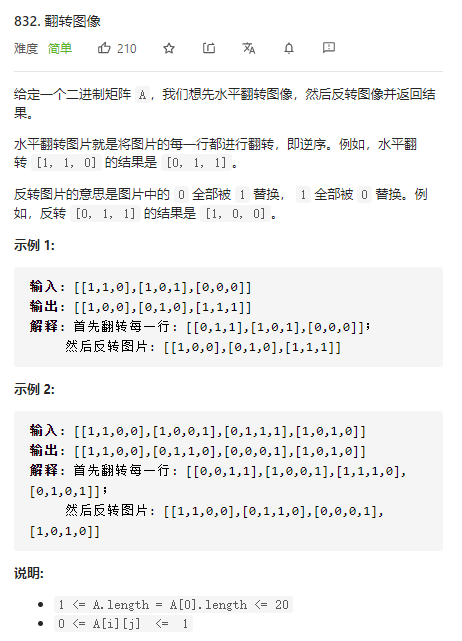 832. 翻转图像
难度 简单 210
给定一个二进制矩阵 A，我们想先水平翻转图像，然后反转图像并返回结
果。
水平翻转图片就是将图片的每一行都进行翻转，即逆序。例如，水平翻
转 [1, 1, 0] 的结果是 [0, 1, 1]。
反转图片的意思是图片中的 0 全部被 1 替换， 1 全部被 0 替换。例
如，反转 [0, 1, 1] 的结果是 [1, 0, 0]。
示例 1:
输入: [[1,1,0],[1,0,1],[0,0,0]]
输出: [[1,0,0],[0,1,0],[1,1,1]]
解释: 首先翻转每一行: [[0,1,1],[1,0,1],[0,0,0]];
然后反转图片: [[1,0,0],[0,1,0],[1,1,1]]
示例 2:
输入: [[1,1,0,0],[1,0,0,1],[0,1,1,1],[1,0,1,0]]
输出: [[1,1,0,0],[0,1,1,0],[0,0,0,1],[1,0,1,0]]
解释: 首先翻转每一行: [[0,0,1,1],[1,0,0,1],[1,1,1,0],
[0,1,0,1]];
然后反转图片: [[1,1,0,0],[0,1,1,0],[0,0,0,1],
[1,0,1,0]]
说明:
1 <= A.length = A[0].length <= 20
0 <= A[i][j] <= 1